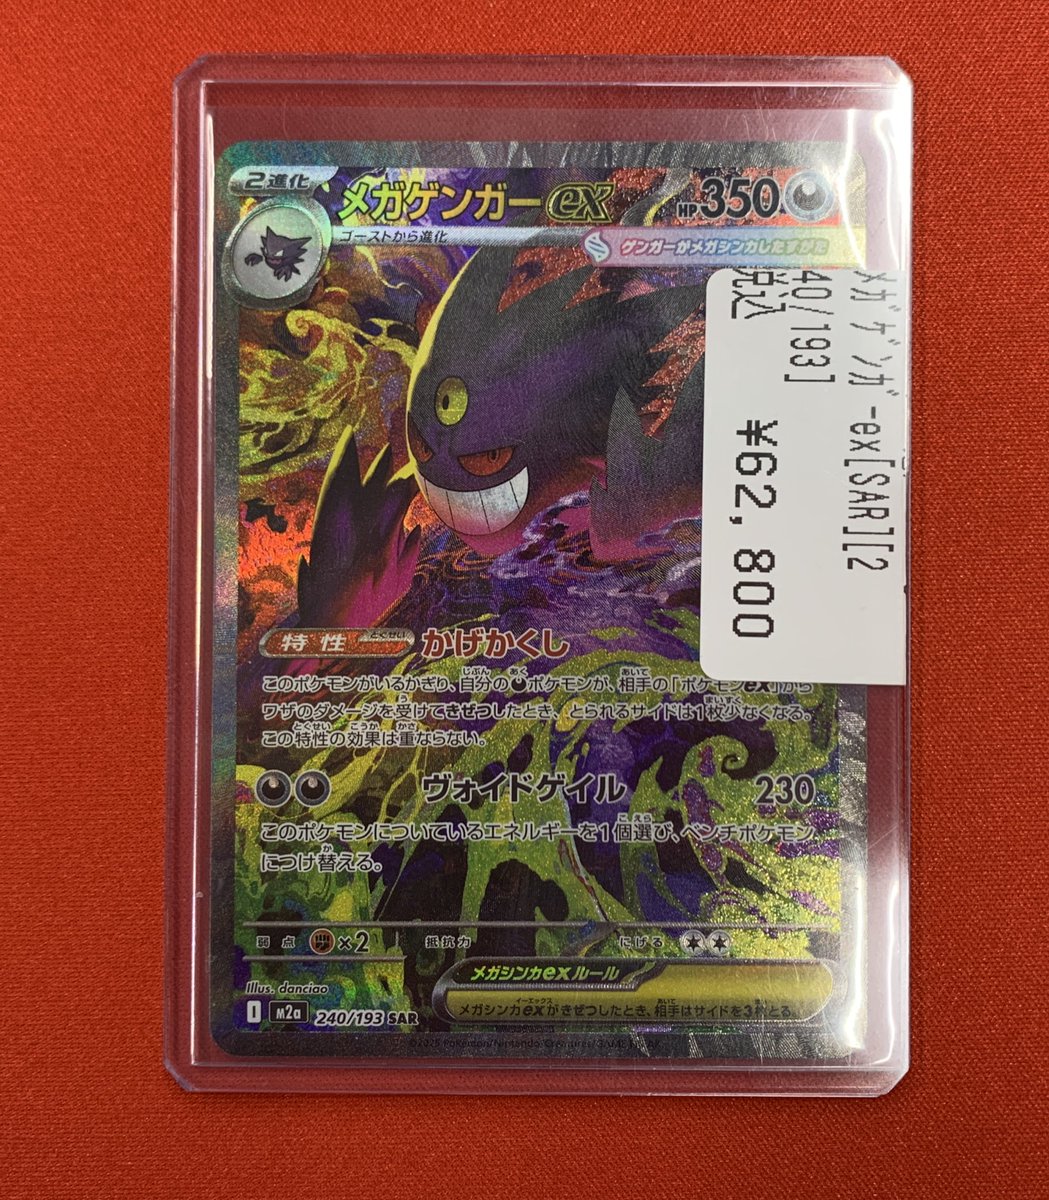 2進化
メガゲンガーex
HP350
ゴーストから進化
ゲンガーがメガシンカしたすがた
メガゲンガーex[SAR][2
40/193]
税込
¥62,800
特性
とくせい
かげかくし
このポケモンがいるかぎり、自分のポケモンが、相手の「ポケモンex」から
ワザのダメージを受けてきぜつしたとき、とられるサイドは1枚少なくなる。
この特性の効果は重ならない。
ヴォイドゲイル 230
このポケモンについているエネルギーを1個選び、ベンチポケモン
につけ替える。
弱点 ×2 抵抗力 にげる
メガシンカexルール
メガシンカexがきぜつしたとき、相手はサイドを3枚とる。
Illus. danciao
I m2a 240/193 SAR
©2025 Pokémon/Nintendo/Creatures/